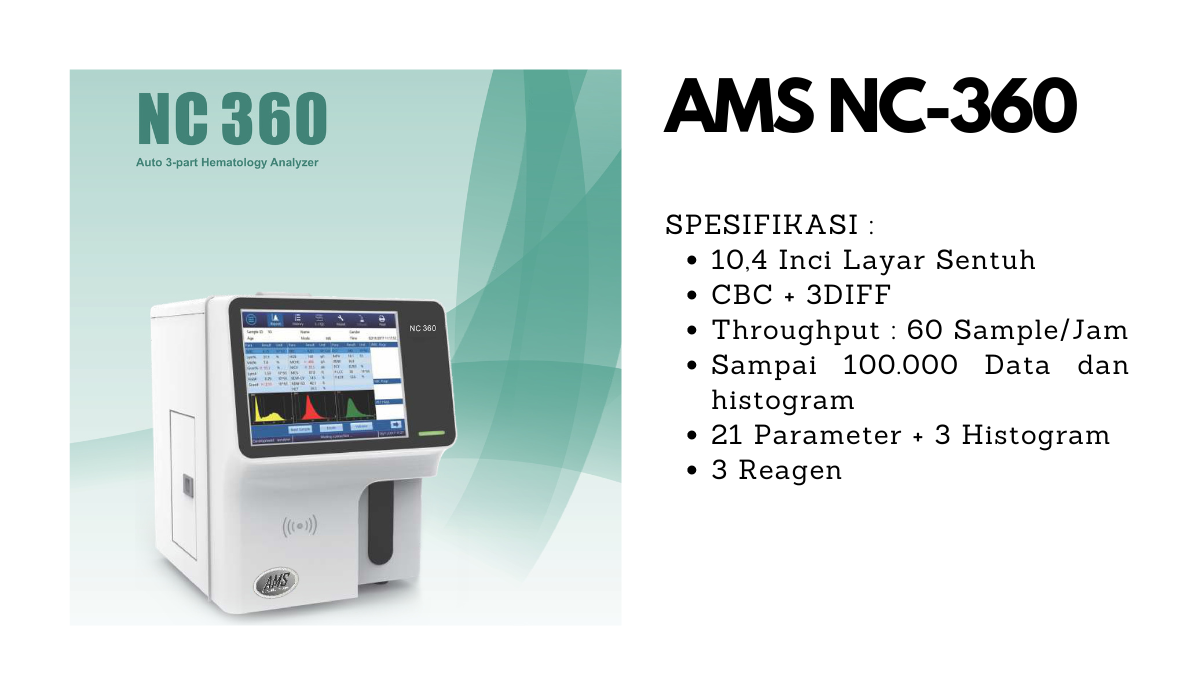 NC 360
Auto 3-part Hematology Analyzer
NC 360
AMS
AMS NC-360
SPESIFIKASI :
• 10,4 Inci Layar Sentuh
• CBC + 3DIFF
• Throughput : 60 Sample/Jam
• Sampai 100.000 Data dan
histogram
• 21 Parameter + 3 Histogram
• 3 Reagen